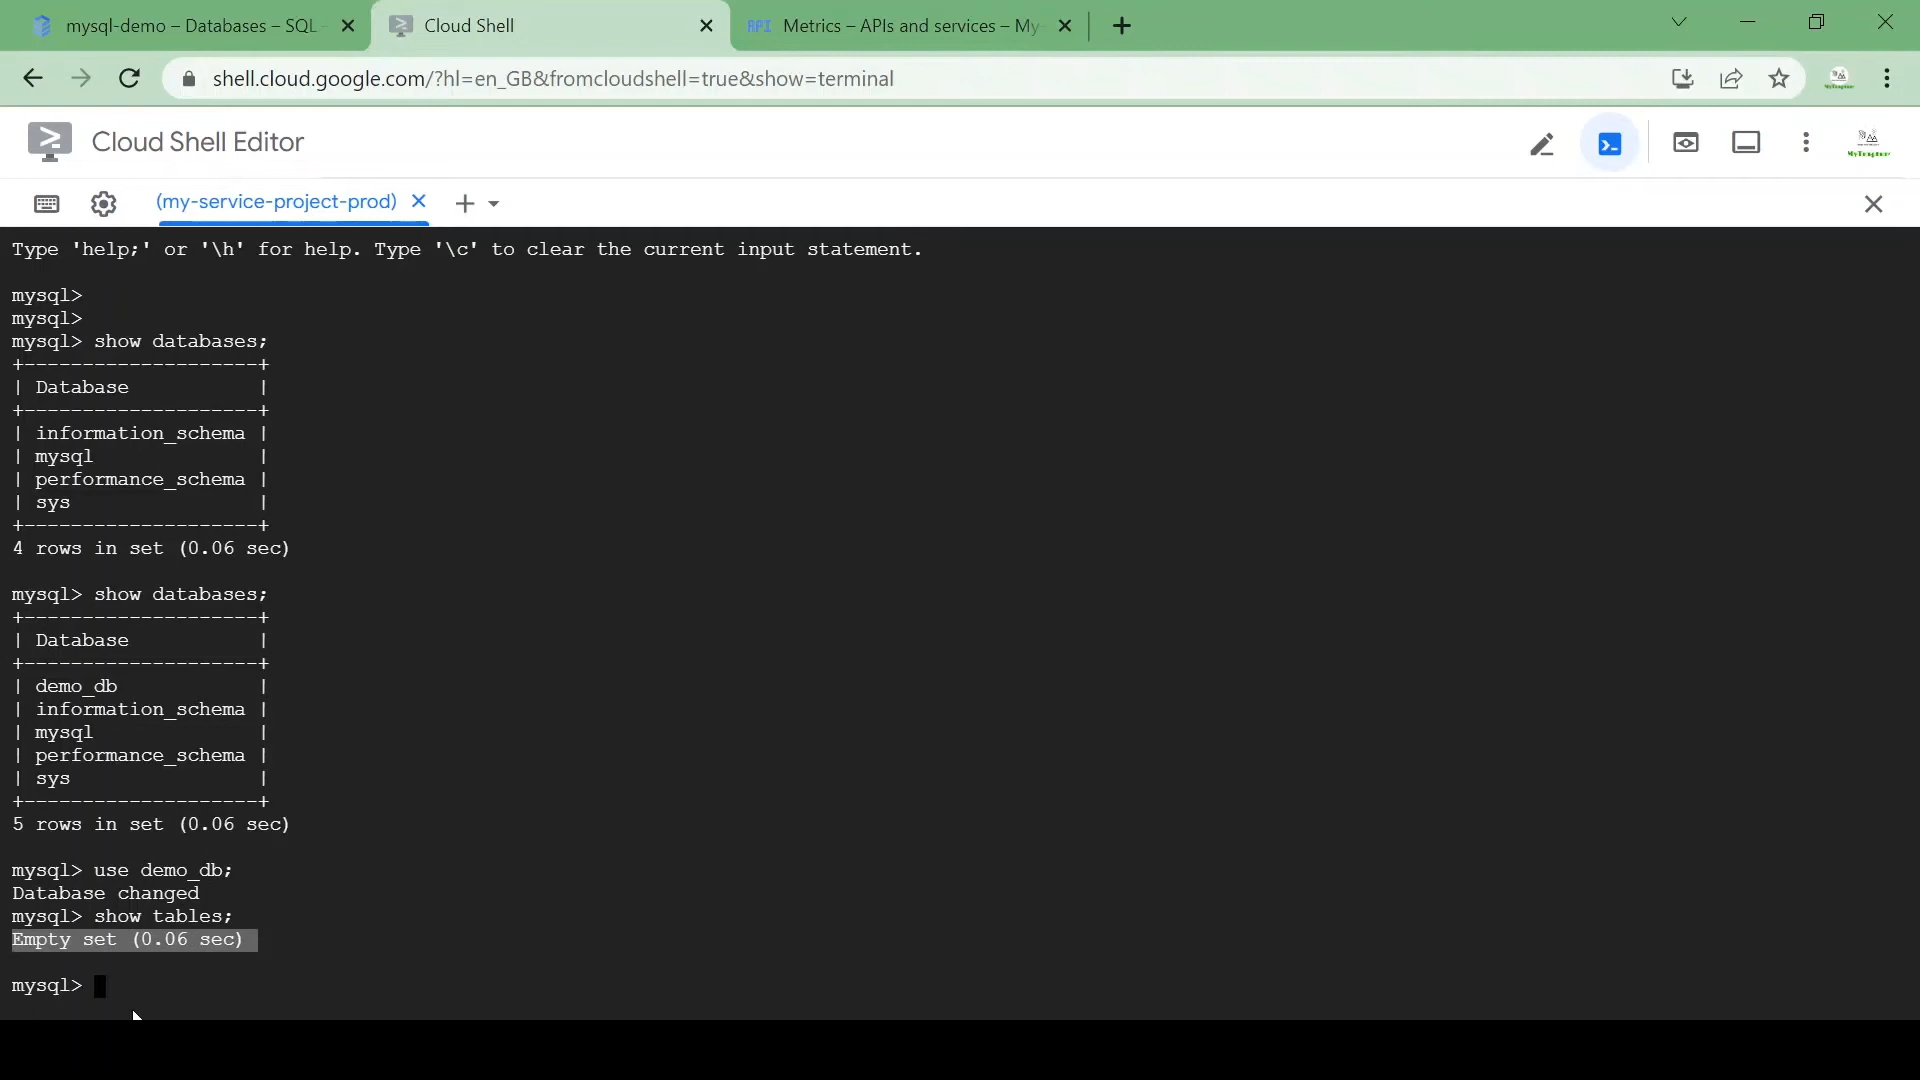 mysql-demo – Databases – SQL
Cloud Shell
API Metrics – APIs and services – My
shell.cloud.google.com/?hl=en_GB&fromcloudshell=true&show=terminal
Cloud Shell Editor
(my-service-project-prod)
Type 'help;' or '\h' for help. Type '\c' to clear the current input statement.
mysql>
mysql>
mysql> show databases;
+--------------------+
| Database           |
+--------------------+
| information_schema |
| mysql              |
| performance_schema |
| sys                |
+--------------------+
4 rows in set (0.06 sec)
mysql> show databases;
+--------------------+
| Database           |
+--------------------+
| demo_db            |
| information_schema |
| mysql              |
| performance_schema |
| sys                |
+--------------------+
5 rows in set (0.06 sec)
mysql> use demo_db;
Database changed
mysql> show tables;
Empty set (0.06 sec)
mysql>